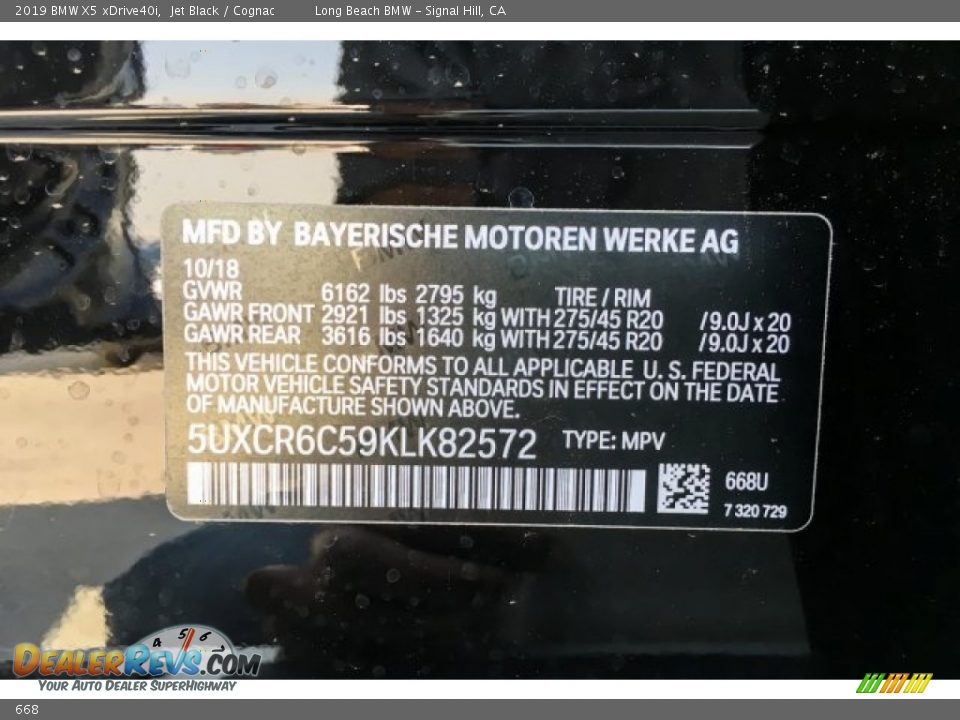 2019 BMW X5 xDrive40i, Jet Black / Cognac Long Beach BMW - Signal Hill, CA
MFD BY BAYERISCHE MOTOREN WERKE AG
10/18
GVWR 6162 lbs 2795 kg TIRE / RIM
GAWR FRONT 2921 lbs 1325 kg WITH 275/45 R20 /9.0J x 20
GAWR REAR 3616 lbs 1640 kg WITH 275/45 R20 /9.0J x 20
THIS VEHICLE CONFORMS TO ALL APPLICABLE U.S. FEDERAL
MOTOR VEHICLE SAFETY STANDARDS IN EFFECT ON THE DATE
OF MANUFACTURE SHOWN ABOVE.
5UXCR6C59KLK82572 TYPE: MPV
668U
7 320 729
4 5 6
DEALERREVS.COM
YOUR AUTO DEALER SUPERHIGHWAY
668